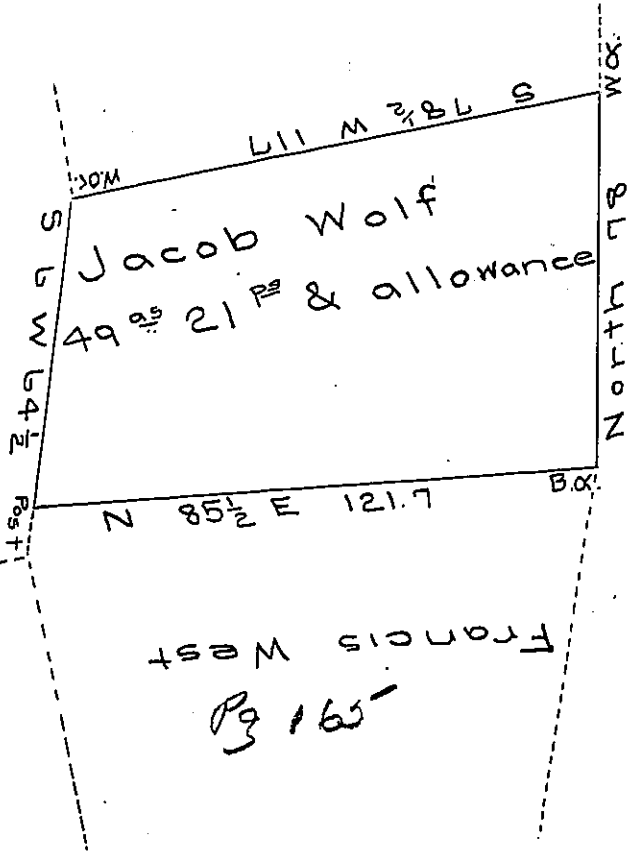 S 78½ W 117
North 78
Jacob Wolf
49 as 21 ps & allowance
S 6 W 64½
Post
N 85½ E 121.7
Francis West
Pg 165